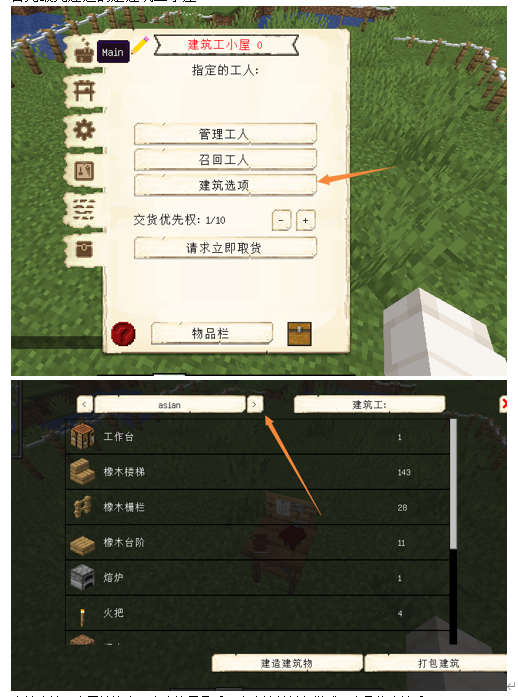 建筑工小屋 0
Main
指定的工人:
管理工人
召回工人
建筑选项
交货优先权: 1/10
-
+
请求立即取货
物品栏
<
asian
>
建筑工:
工作台 1
橡木楼梯 143
橡木栅栏 28
橡木台阶 11
熔炉 1
火把 4
建造建筑物
打包建筑